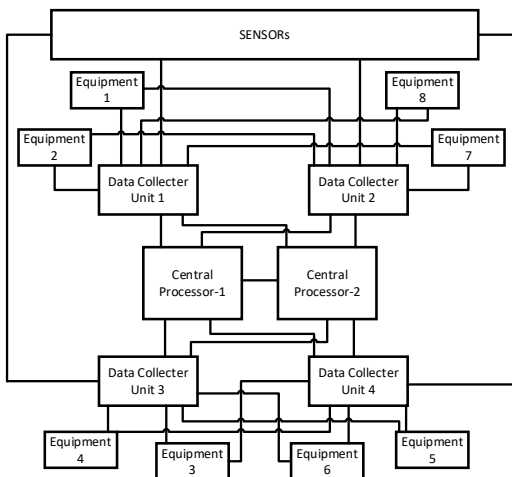 SENSORs
Equipment
1
Equipment
8
Equipment
2
Equipment
7
Data Collecter
Unit 1
Data Collecter
Unit 2
Central
Processor-1
Central
Processor-2
Data Collecter
Unit 3
Data Collecter
Unit 4
Equipment
4
Equipment
3
Equipment
6
Equipment
5